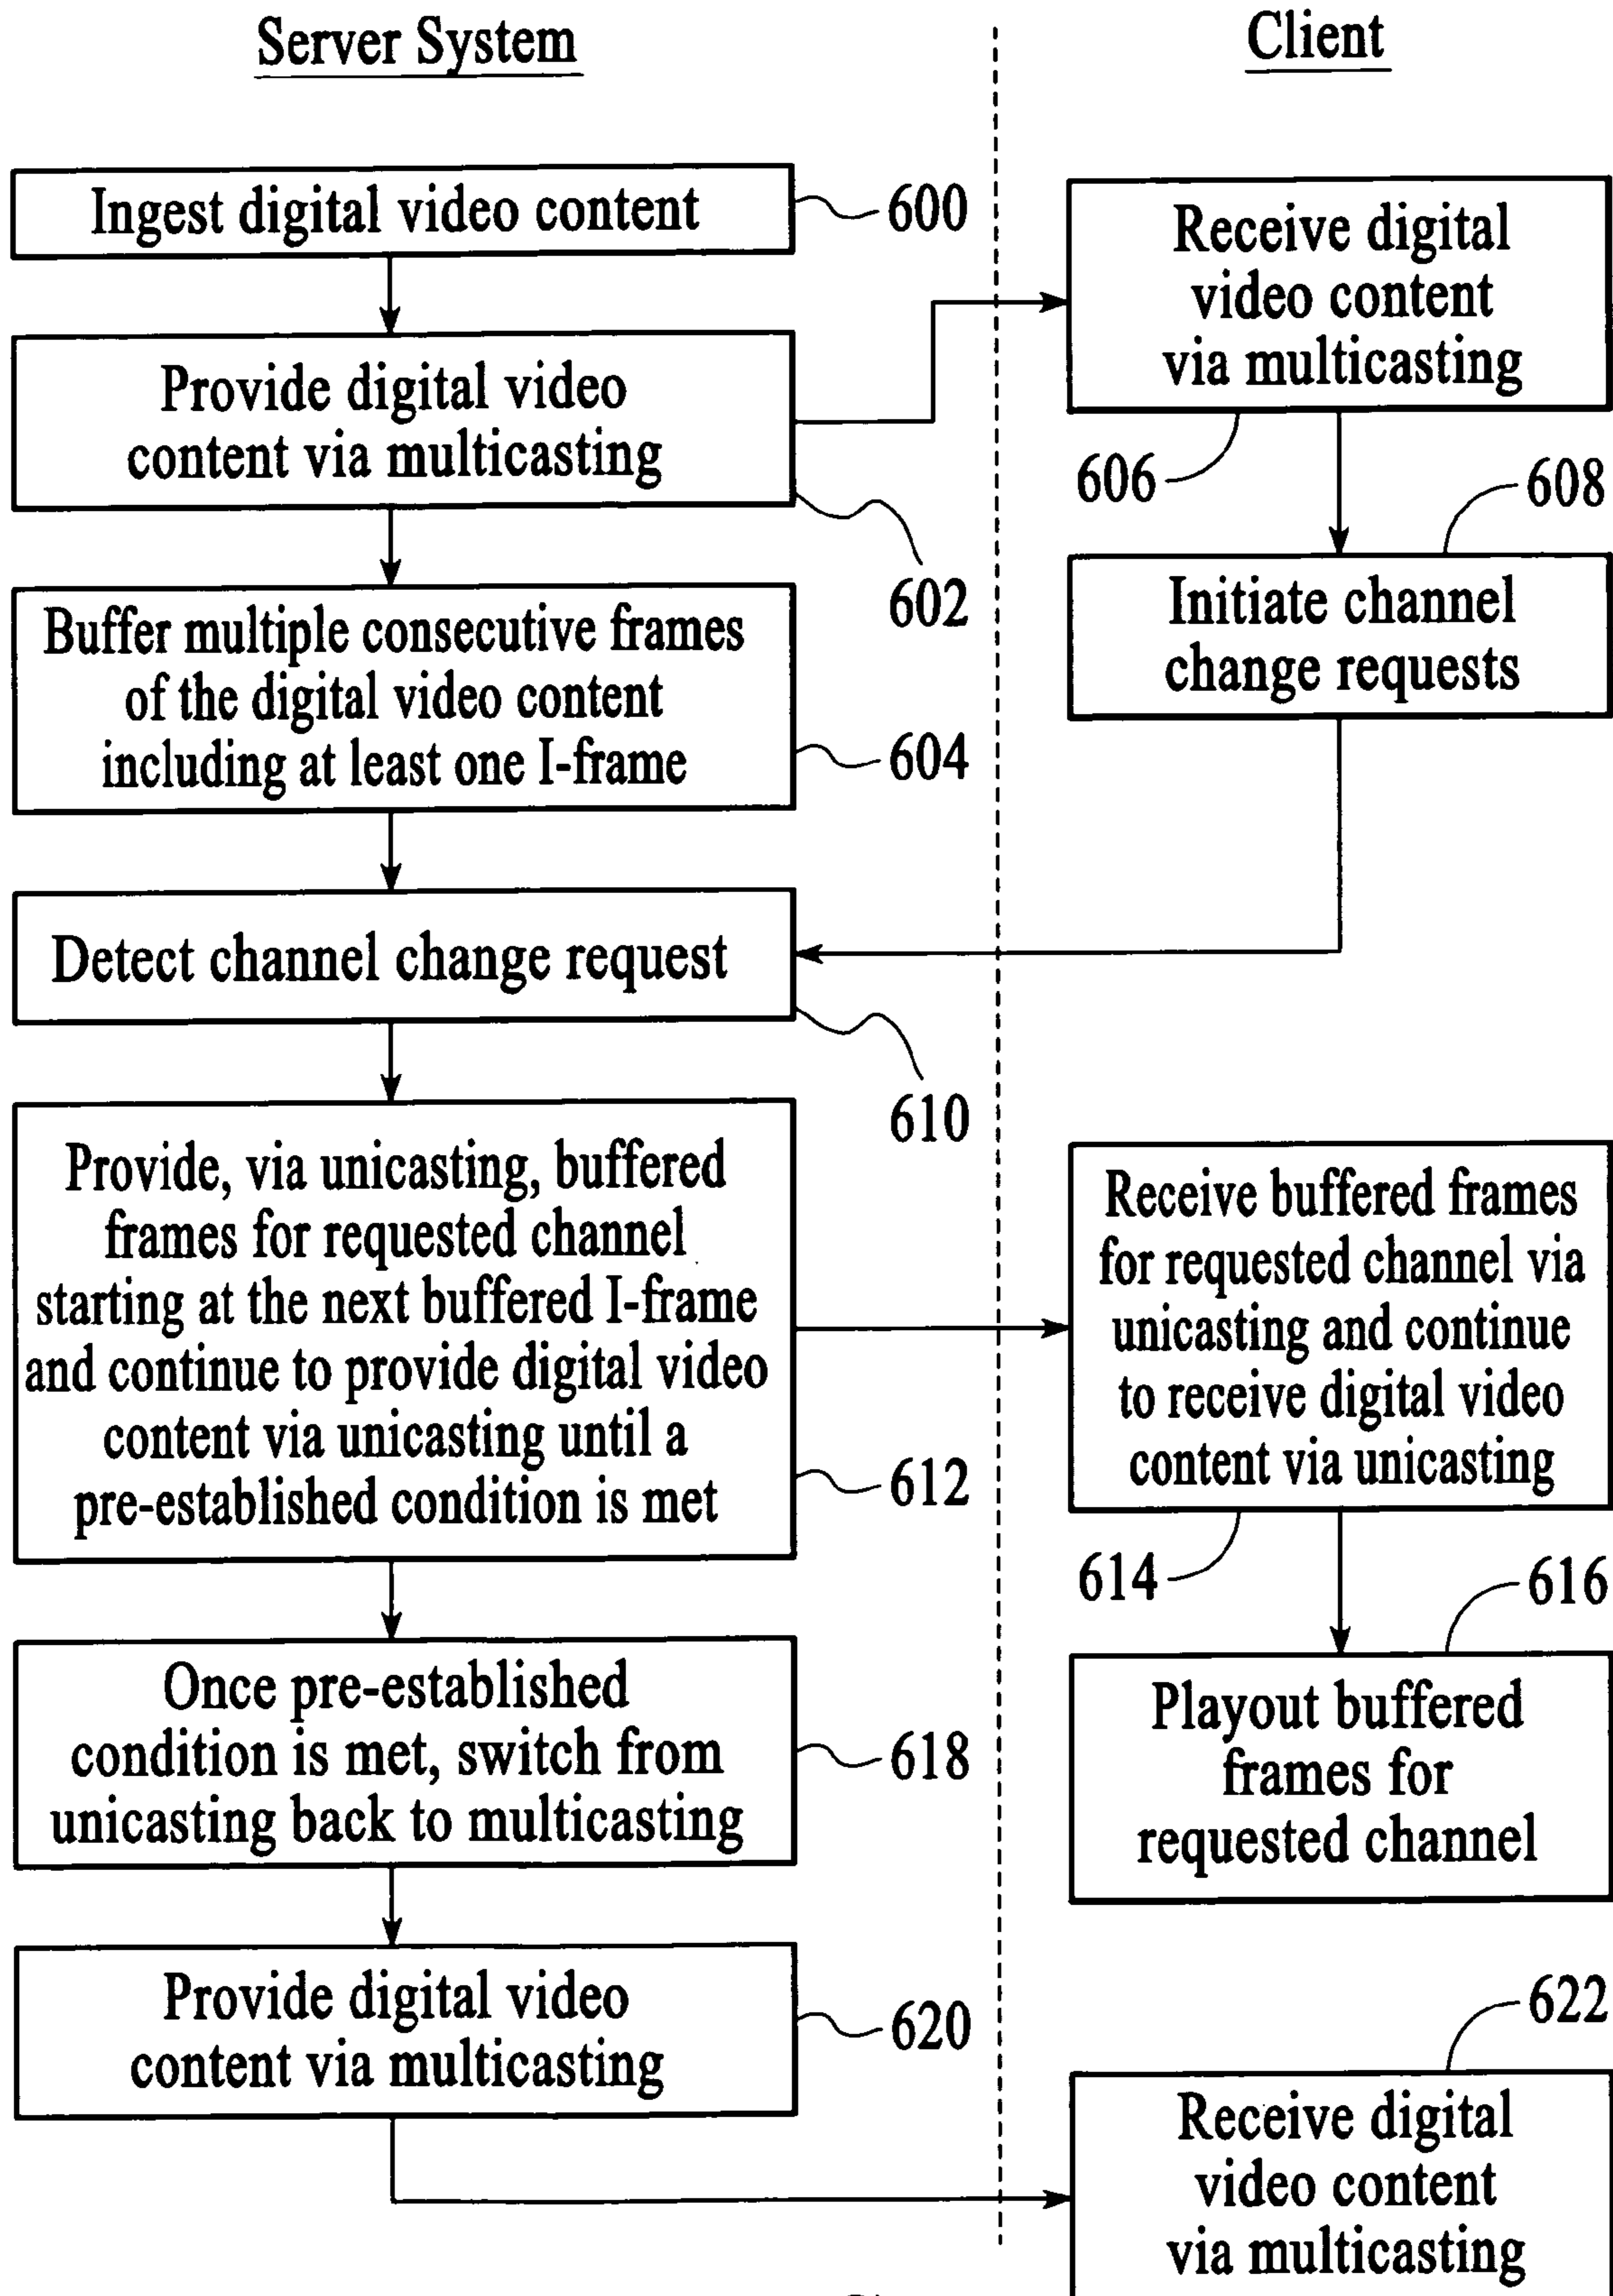 Server System
Client
Ingest digital video content
600
Provide digital video
content via multicasting
602
Receive digital
video content
via multicasting
606
608
Initiate channel
change requests
Buffer multiple consecutive frames
of the digital video content
including at least one I-frame
604
Detect channel change request
610
Provide, via unicasting, buffered
frames for requested channel
starting at the next buffered I-frame
and continue to provide digital video
content via unicasting until a
pre-established condition is met
612
Receive buffered frames
for requested channel via
unicasting and continue
to receive digital video
content via unicasting
614
616
Playout buffered
frames for
requested channel
Once pre-established
condition is met, switch from
unicasting back to multicasting
618
Provide digital video
content via multicasting
620
622
Receive digital
video content
via multicasting